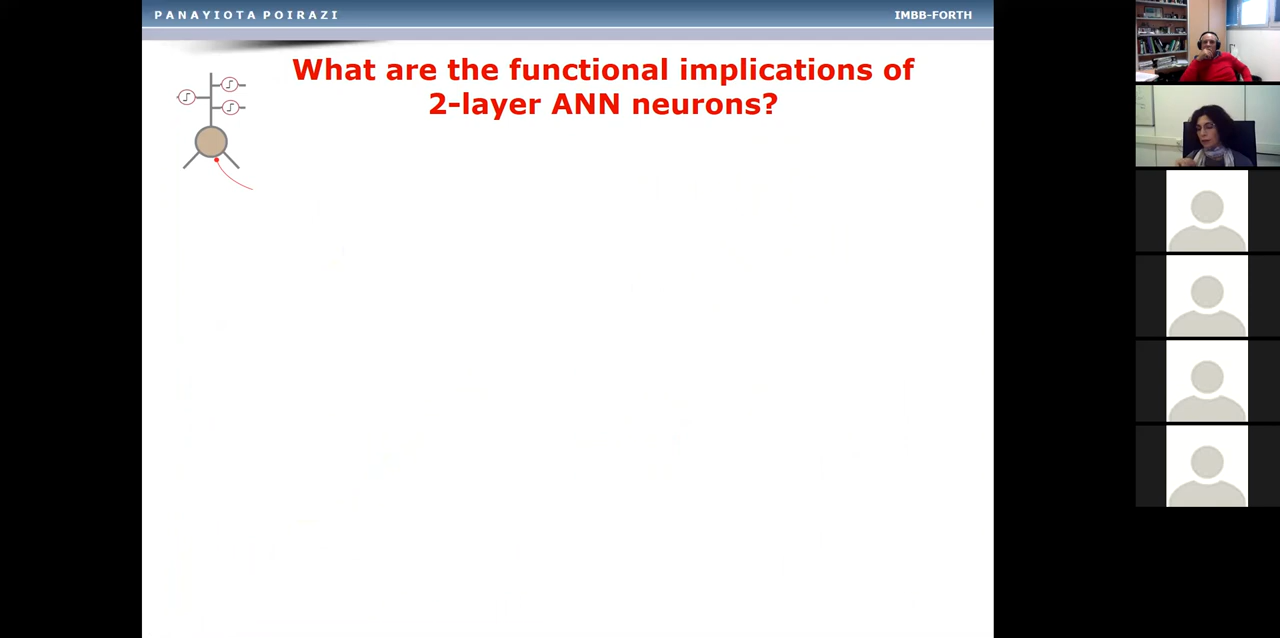 PANAYIOTA POIRAZI
IMBB-FORTH
What are the functional implications of
2-layer ANN neurons?